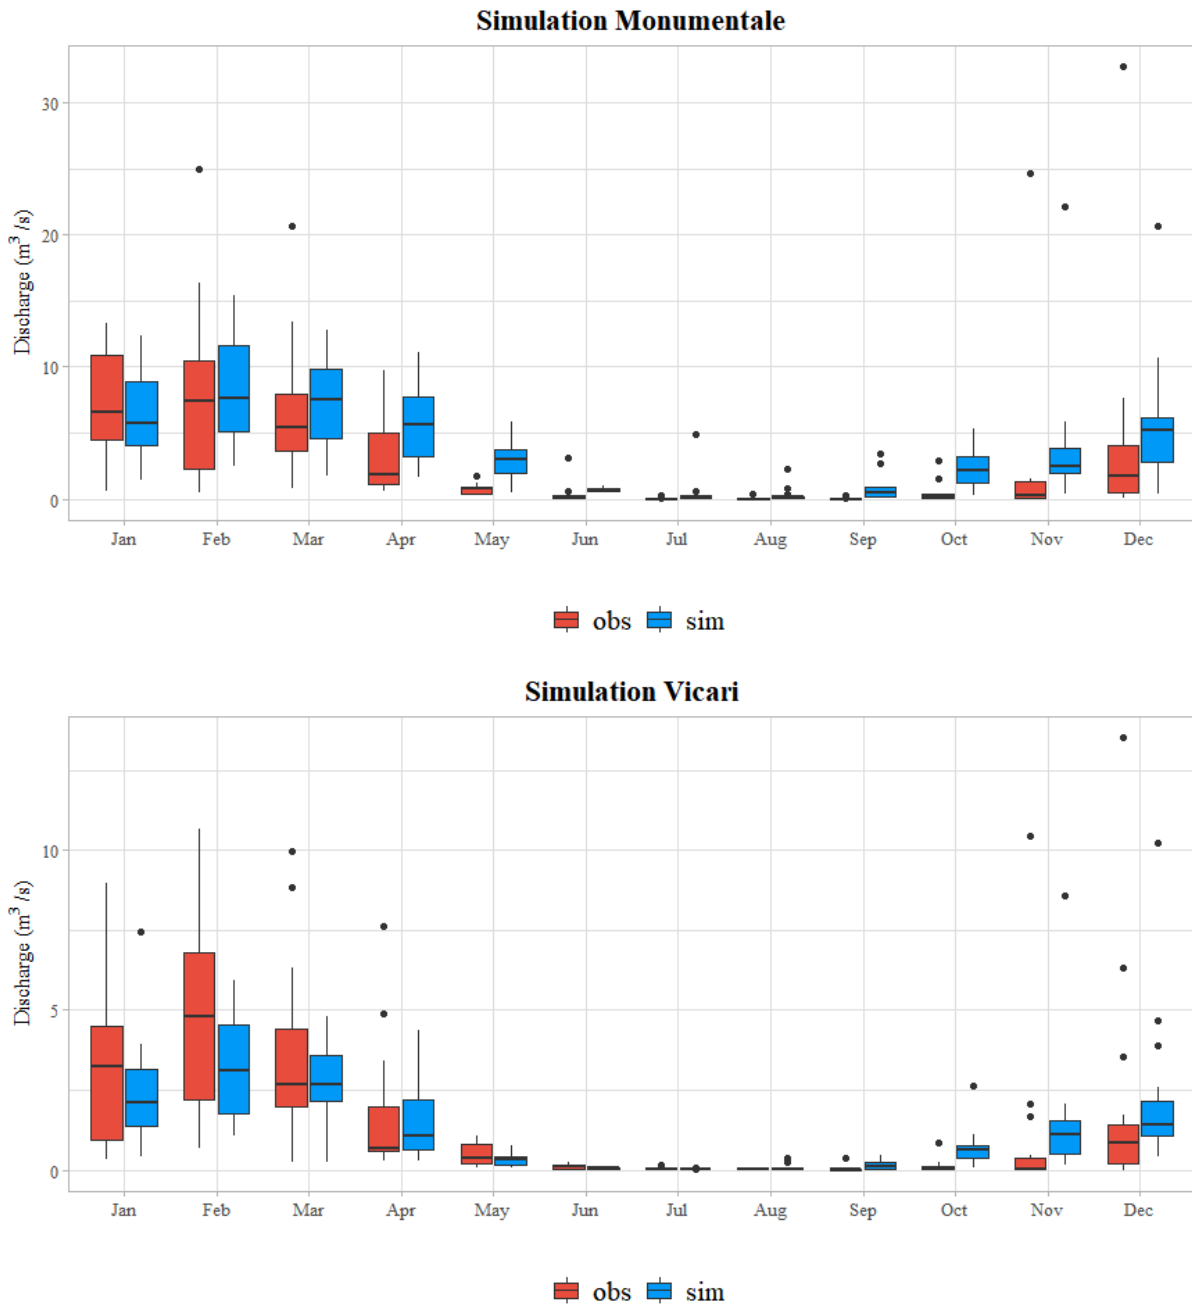 Simulation Monumentale
Discharge (m³ /s)
30
20
10
0
Jan Feb Mar Apr May Jun Jul Aug Sep Oct Nov Dec
obs sim
Simulation Vicari
Discharge (m³ /s)
10
5
0
Jan Feb Mar Apr May Jun Jul Aug Sep Oct Nov Dec
obs sim